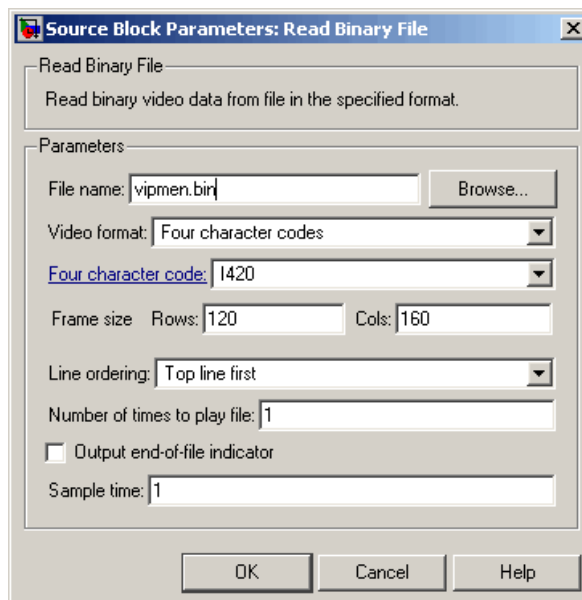 Source Block Parameters: Read Binary File
Read Binary File
Read binary video data from file in the specified format.
Parameters
File name: vipmen.bin Browse...
Video format: Four character codes
Four character code: I420
Frame size Rows: 120 Cols: 160
Line ordering: Top line first
Number of times to play file: 1
Output end-of-file indicator
Sample time: 1
OK Cancel Help